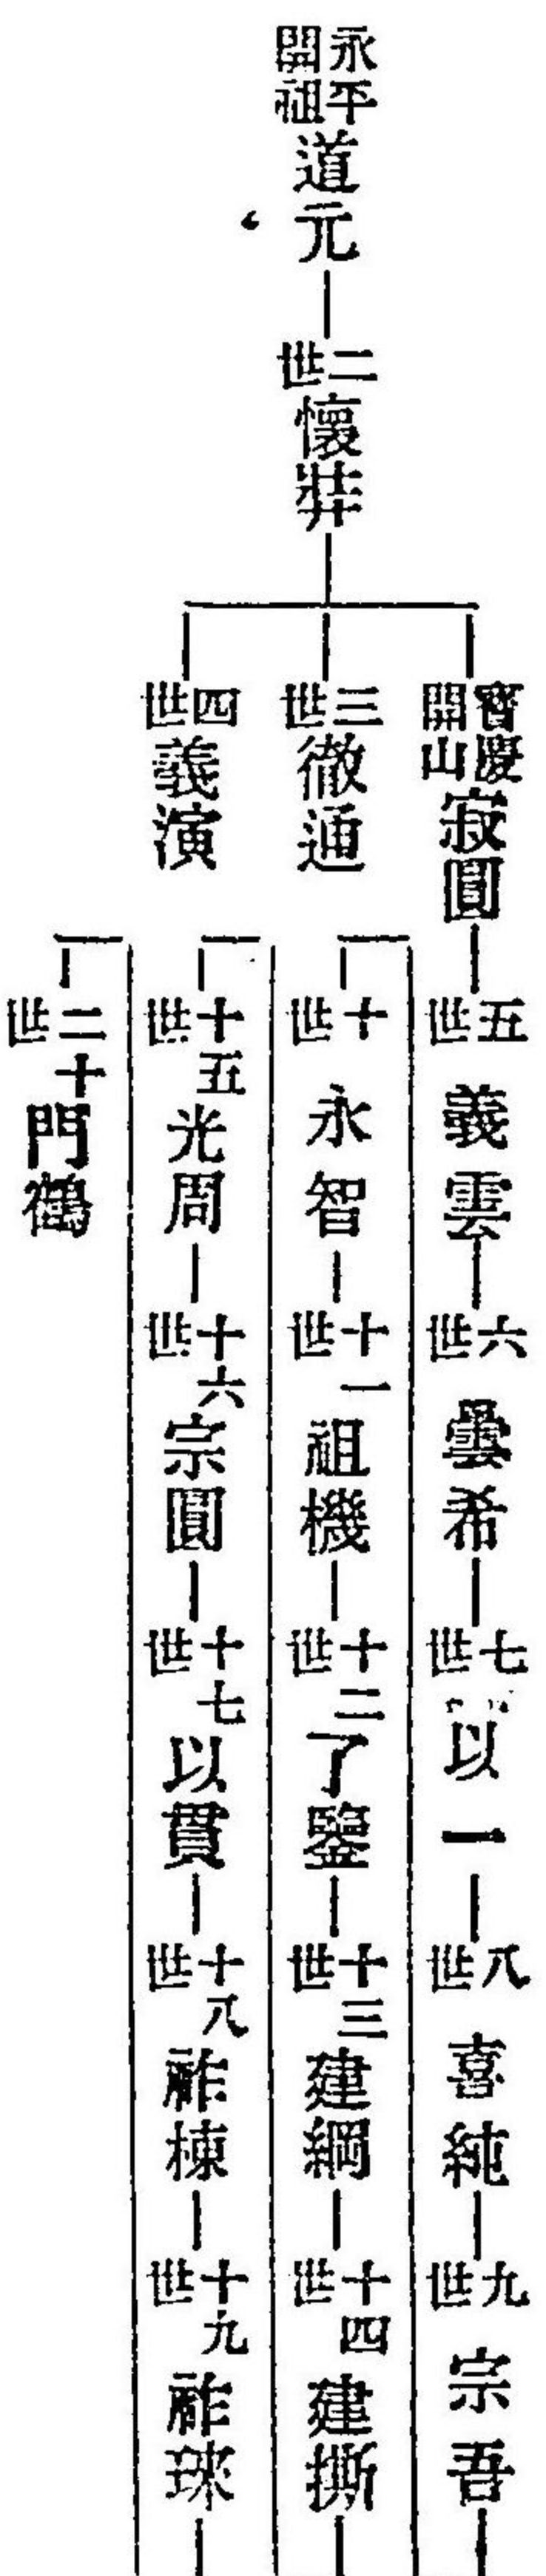 永平開祖道元
二世懷弉
寶慶開山寂圓
三世徹通
四世義演
五世義雲
六世曇希
七世以一
八世喜純
九世宗吾
十世永智
十一世祖機
十二世了鑒
十三世建綱
十四世建撕
十五世光周
十六世宗圓
十七世以貫
十八世祚棟
十九世祚球
二十世門鶴